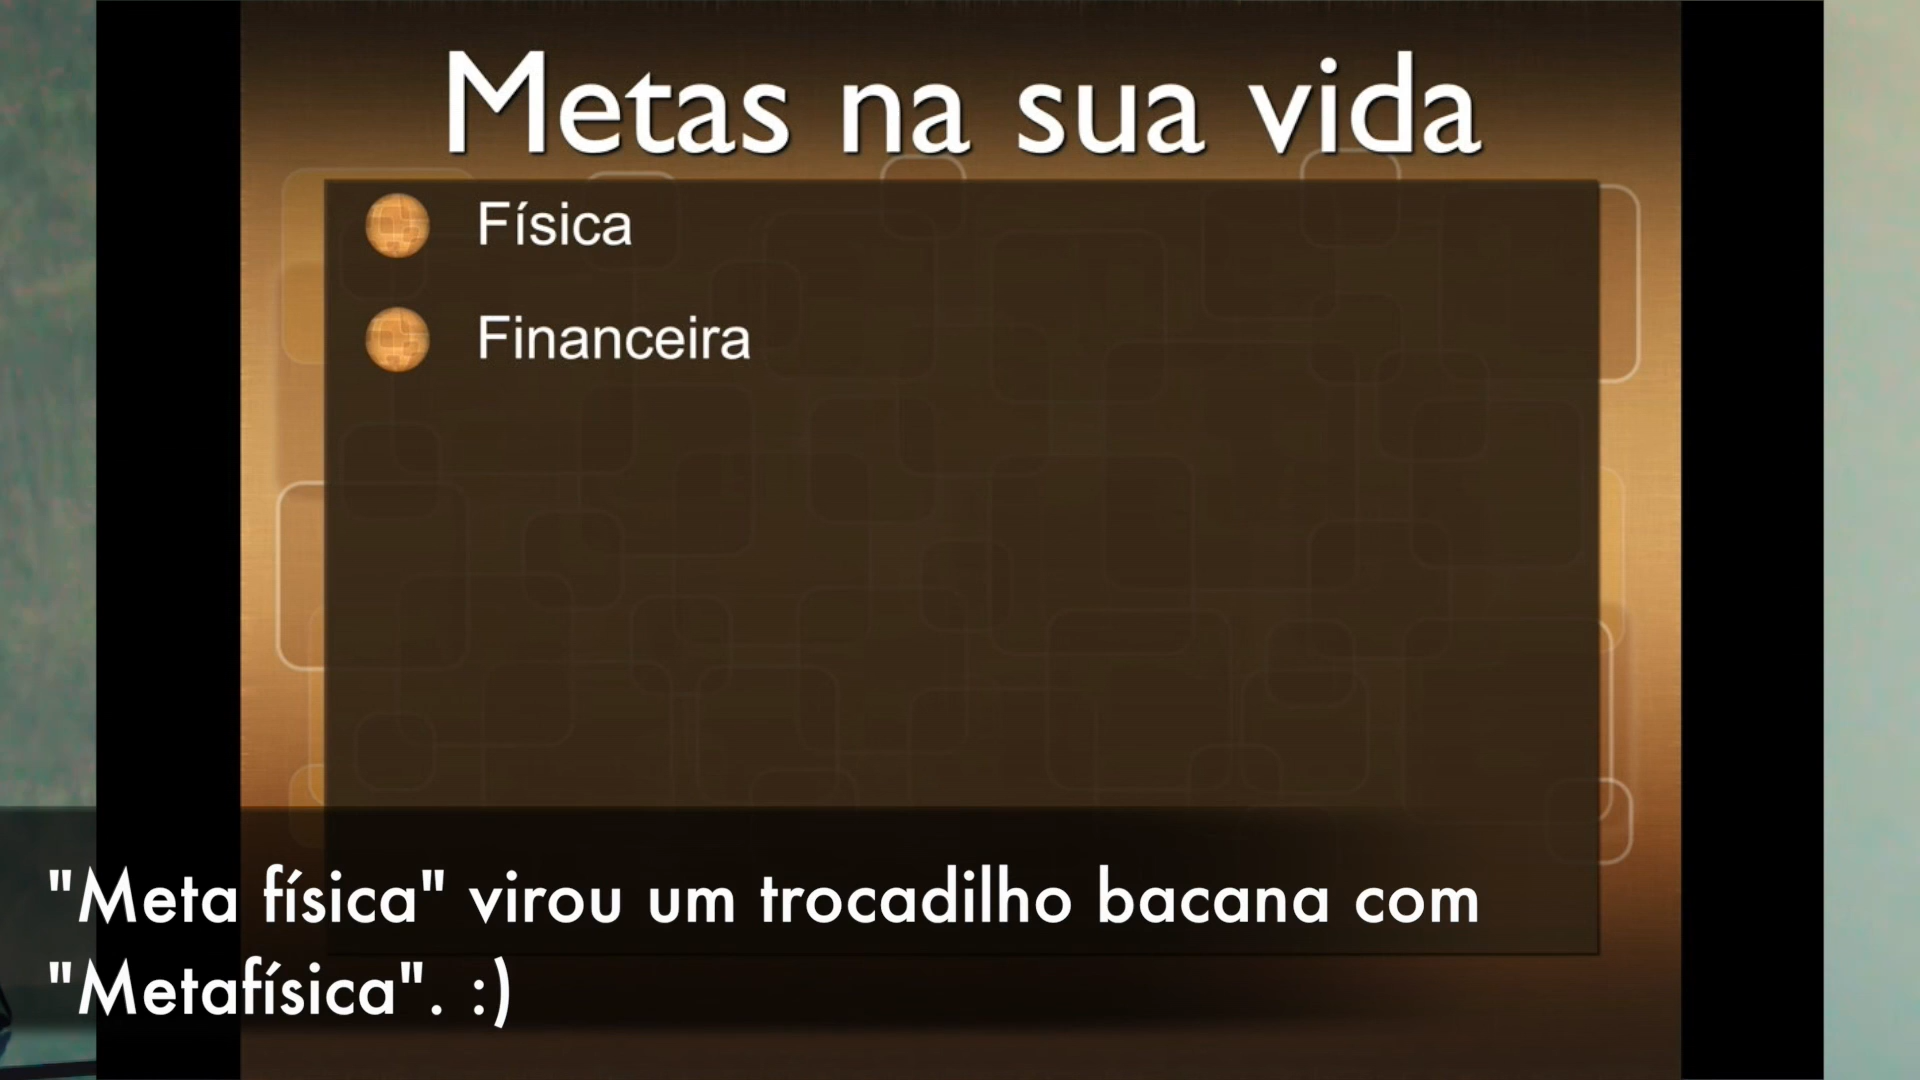 Metas na sua vida
Física
Financeira
"Meta física" virou um trocadilho bacana com
"Metafísica". :)